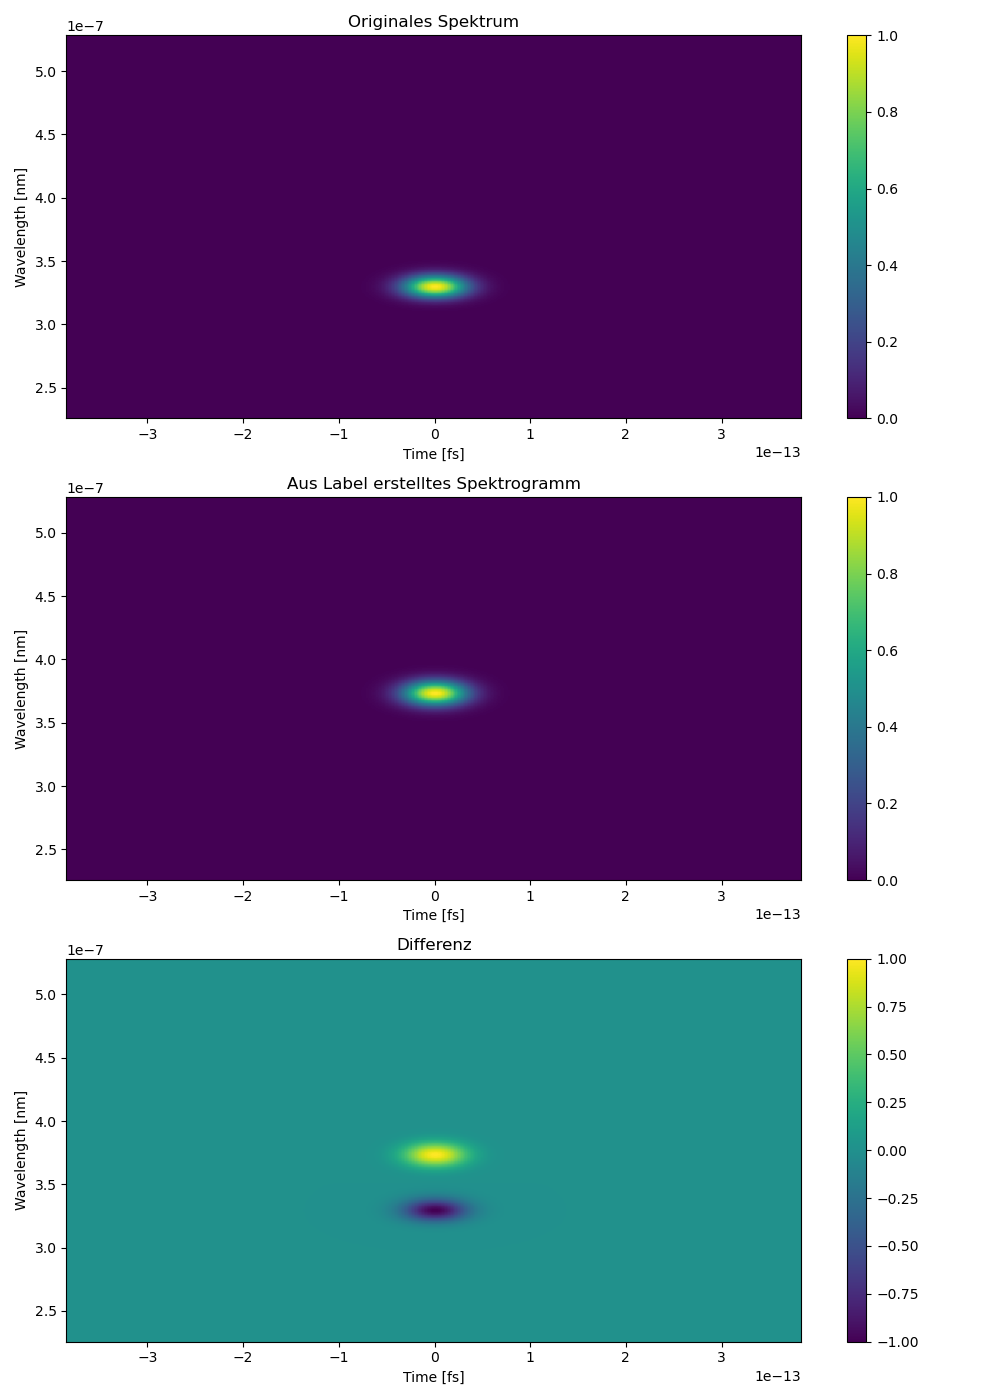 Originales Spektrum
1e−7
5.0
4.5
4.0
3.5
3.0
2.5
Wavelength [nm]
−3 −2 −1 0 1 2 3
Time [fs]
1e−13
1.0
0.8
0.6
0.4
0.2
0.0
Aus Label erstelltes Spektrogramm
1e−7
5.0
4.5
4.0
3.5
3.0
2.5
Wavelength [nm]
−3 −2 −1 0 1 2 3
Time [fs]
1e−13
1.0
0.8
0.6
0.4
0.2
0.0
Differenz
1e−7
5.0
4.5
4.0
3.5
3.0
2.5
Wavelength [nm]
−3 −2 −1 0 1 2 3
Time [fs]
1e−13
1.00
0.75
0.50
0.25
0.00
−0.25
−0.50
−0.75
−1.00